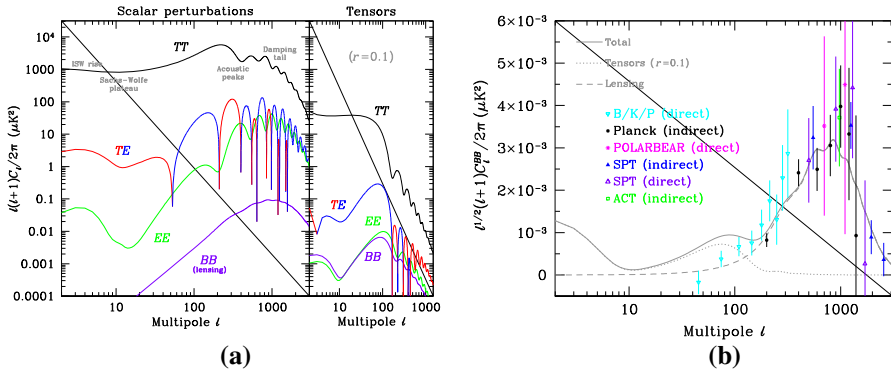 Scalar perturbations
Tensors
l(l+1)C_l/2π (μK²)
10⁴
1000
100
10
1
0.1
0.01
0.001
0.0001
ISW rise
Sachs-Wolfe
plateau
TT
Acoustic
peaks
Damping
tail
TE
EE
BB
(lensing)
(r=0.1)
TT
TE
EE
BB
10
100
1000
10
100
1000
Multipole l
Multipole l
(a)
l^{1/2}(l+1)C_l^{BB}/2π (μK²)
6×10⁻³
5×10⁻³
4×10⁻³
3×10⁻³
2×10⁻³
10⁻³
0
Total
Tensors (r=0.1)
Lensing
B/K/P (direct)
Planck (indirect)
POLARBEAR (direct)
SPT (indirect)
SPT (direct)
ACT (indirect)
10
100
1000
Multipole l
(b)